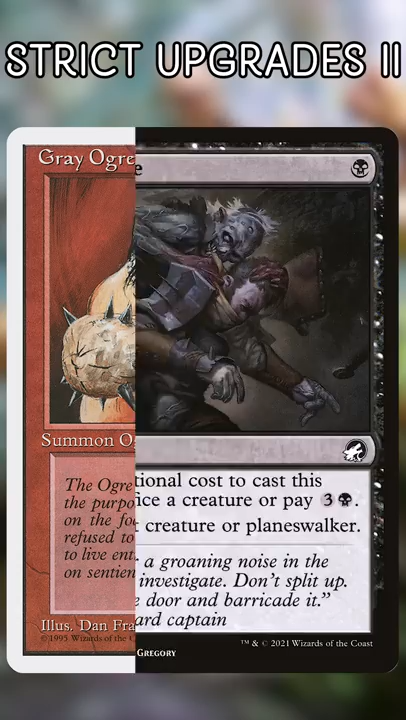 STRICT UPGRADES II
Gray Ogre
e
Summon O
The Ogre
the purpo
on the fo
refused to
to live ent
on sentien
Illus. Dan Fra
© 1995 Wizards of the C
tional cost to cast this
ice a creature or pay 3
creature or planeswalker.
a groaning noise in the
investigate. Don't split up.
e door and barricade it.”
ard captain
GREGORY
™ & © 2021 Wizards of the Coast